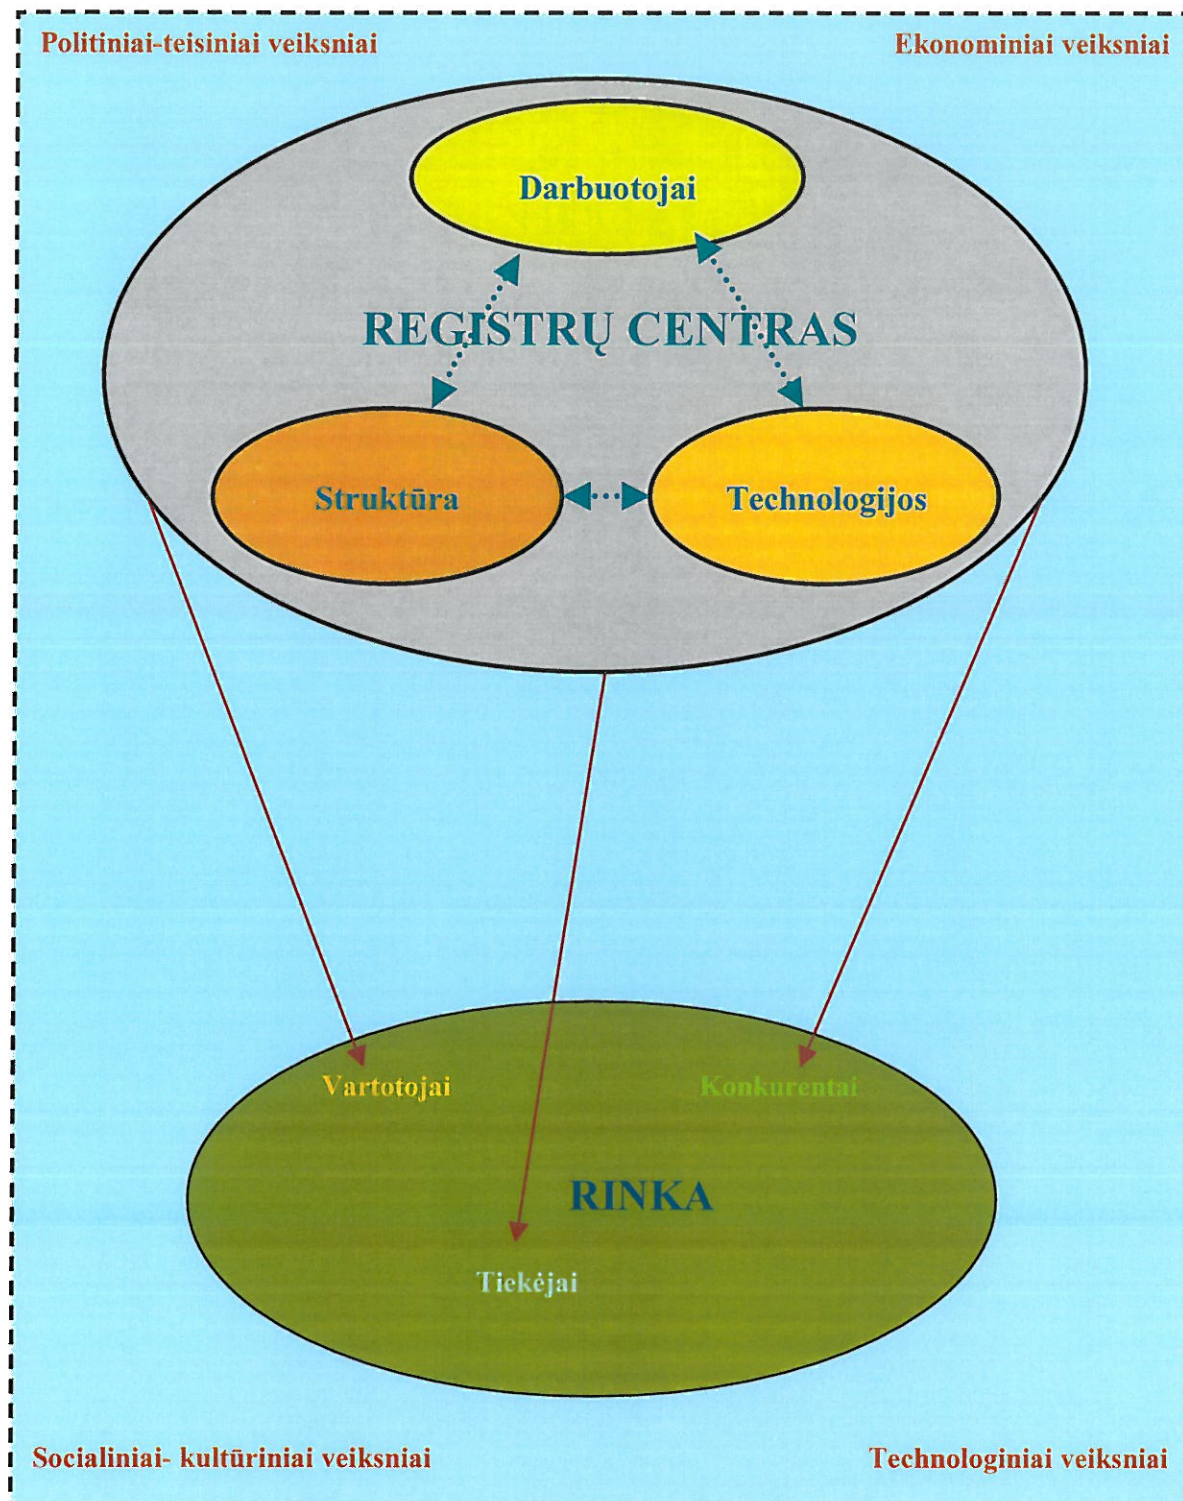 Politiniai-teisiniai veiksniai
Ekonominiai veiksniai
Darbuotojai
REGISTRŲ CENTRAS
Struktūra
Technologijos
Vartotojai
Konkurentai
RINKA
Tiekėjai
Socialiniai- kultūriniai veiksniai
Technologiniai veiksniai